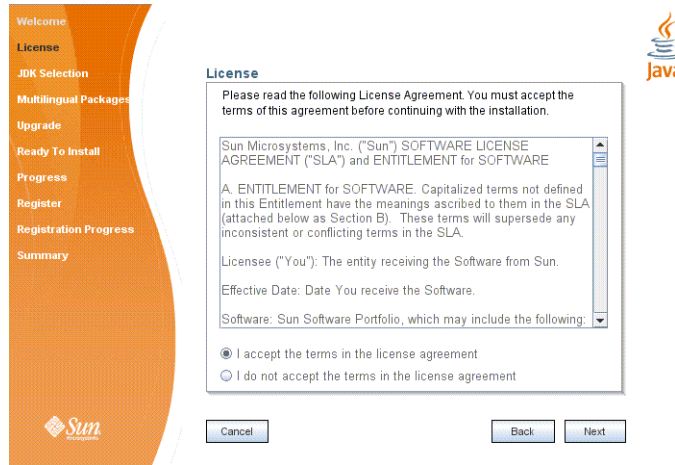 Welcome
License
JDK Selection
Multilingual Packages
Upgrade
Ready To Install
Progress
Register
Registration Progress
Summary
Sun
microsystems
Java
License
Please read the following License Agreement. You must accept the
terms of this agreement before continuing with the installation.
Sun Microsystems, Inc. ("Sun") SOFTWARE LICENSE
AGREEMENT ("SLA") and ENTITLEMENT for SOFTWARE
A. ENTITLEMENT for SOFTWARE. Capitalized terms not defined
in this Entitlement have the meanings ascribed to them in the SLA
(attached below as Section B).  These terms will supersede any
inconsistent or conflicting terms in the SLA.
Licensee ("You"): The entity receiving the Software from Sun.
Effective Date: Date You receive the Software.
Software: Sun Software Portfolio, which may include the following:
I accept the terms in the license agreement
I do not accept the terms in the license agreement
Cancel
Back
Next